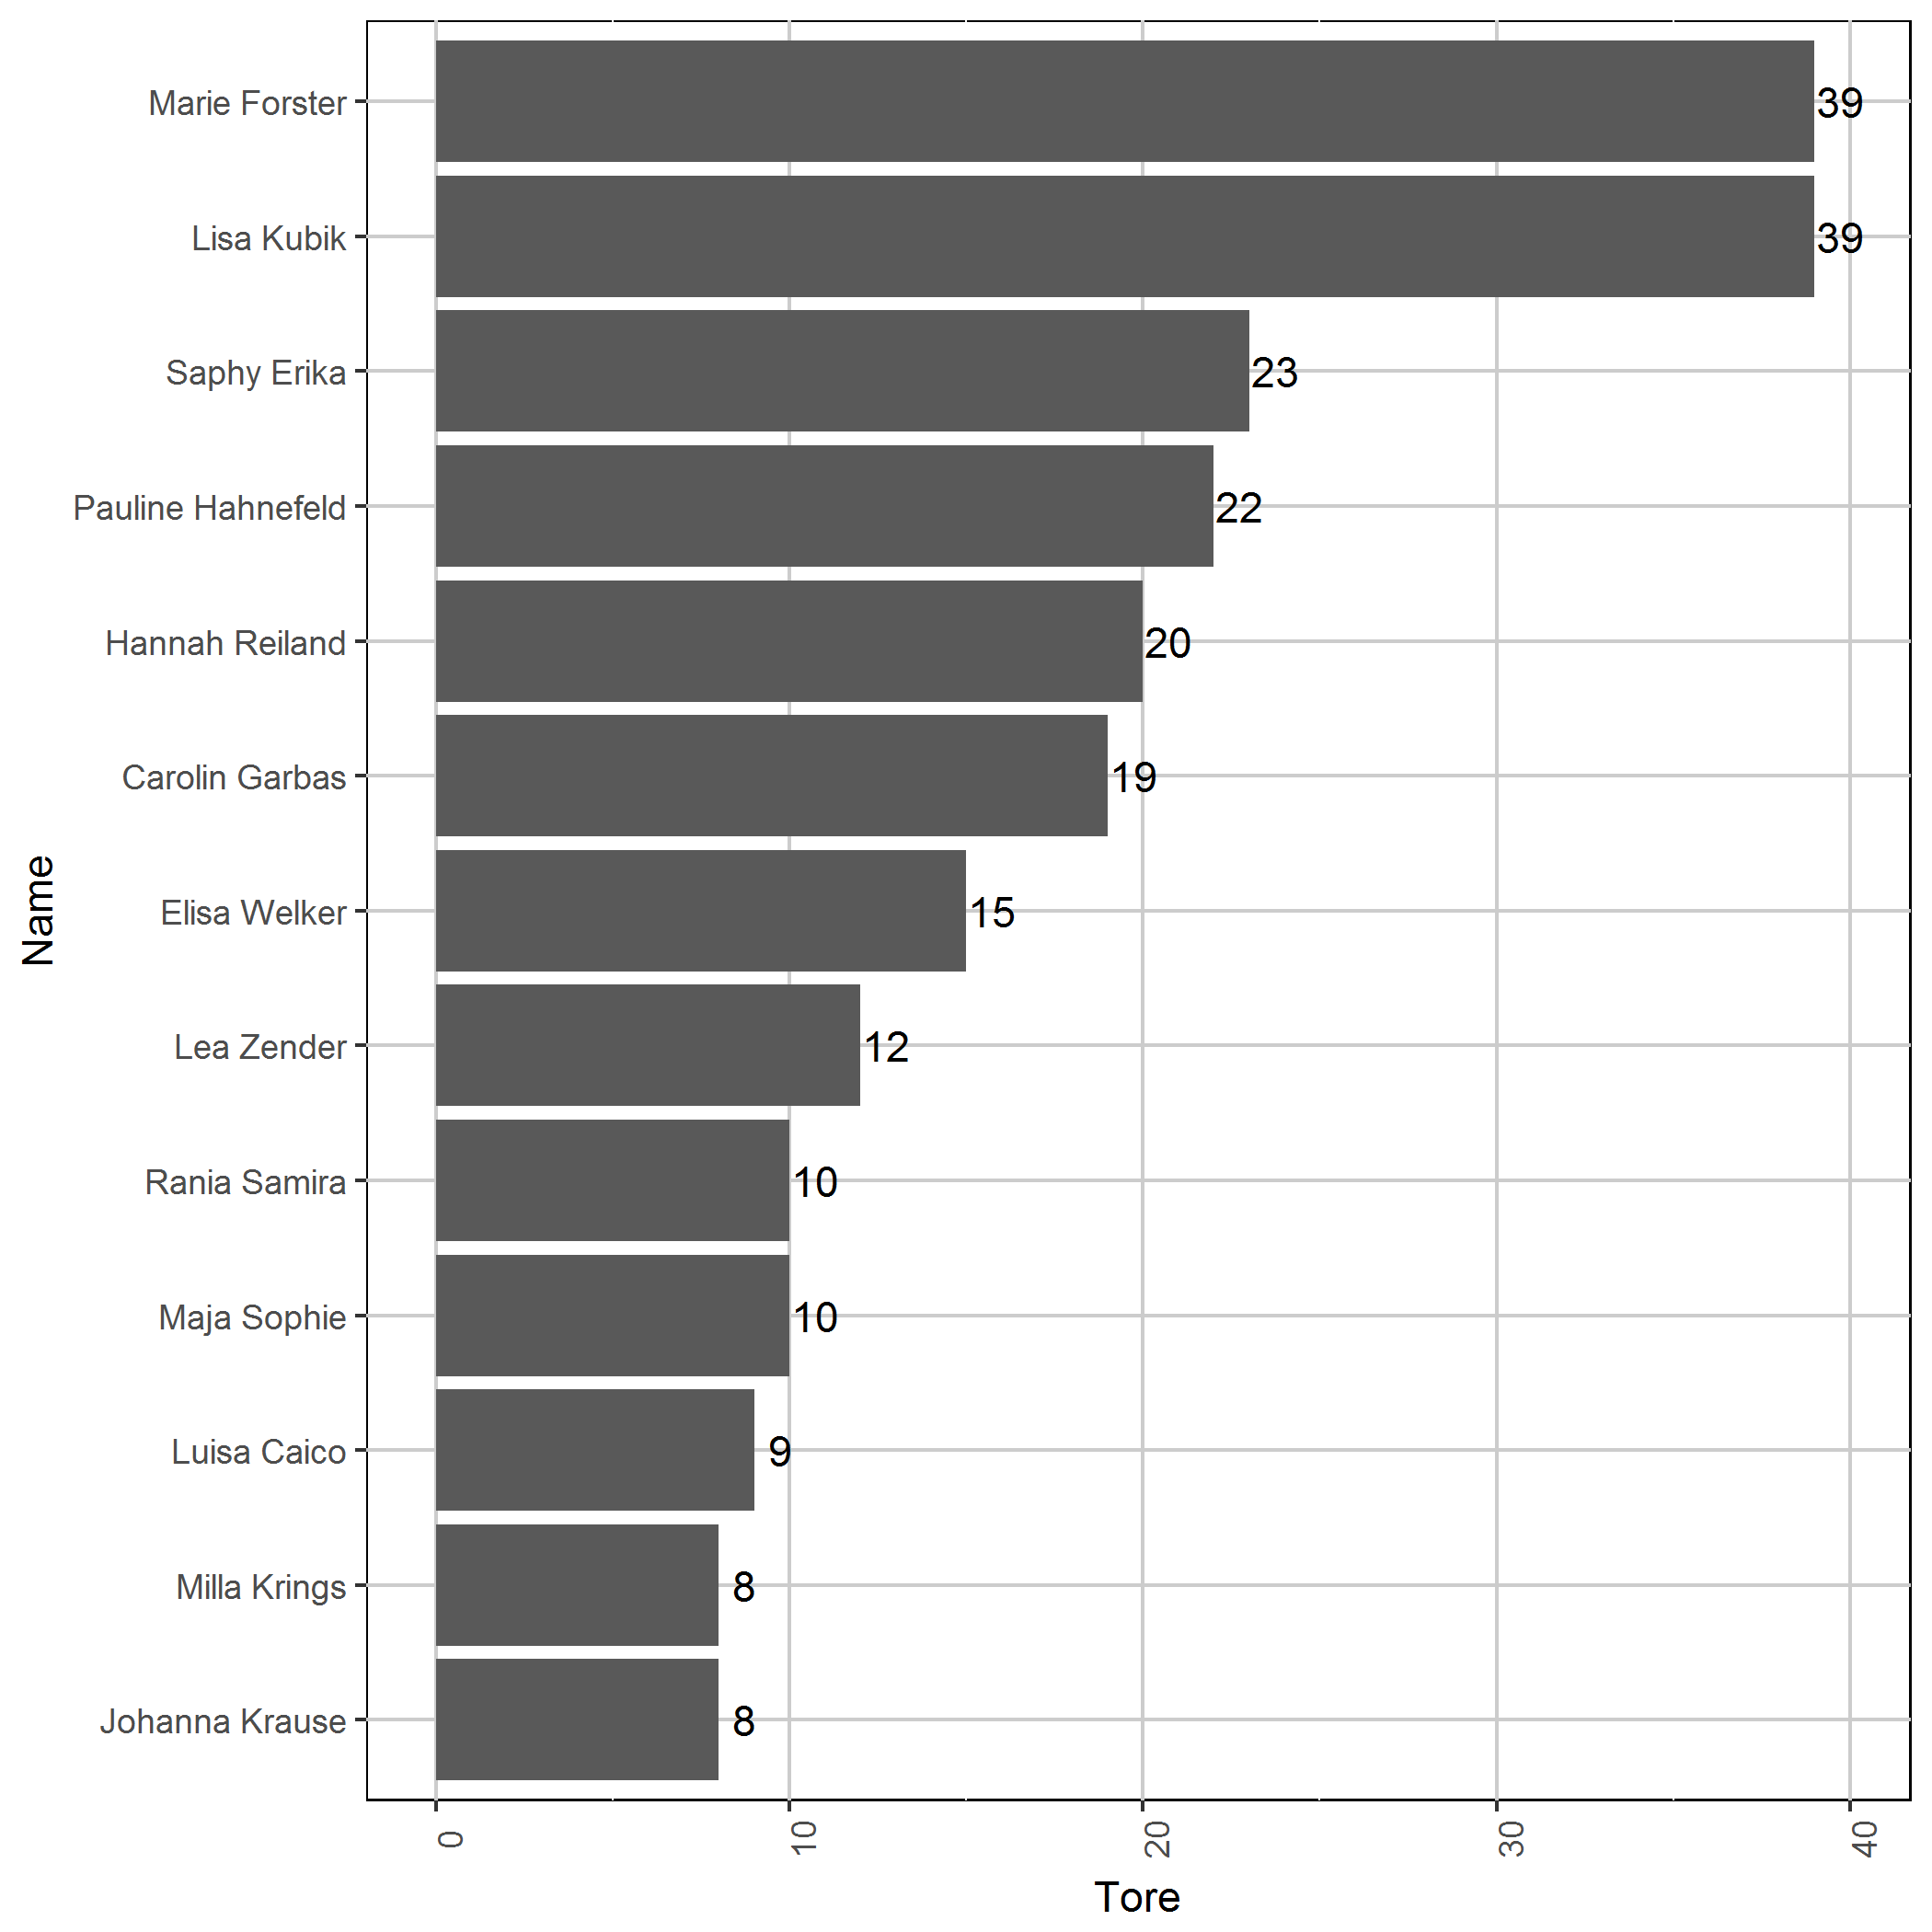 Marie Forster 39
Lisa Kubik 39
Saphy Erika 23
Pauline Hahnefeld 22
Hannah Reiland 20
Carolin Garbas 19
Elisa Welker 15
Lea Zender 12
Rania Samira 10
Maja Sophie 10
Luisa Caico 9
Milla Krings 8
Johanna Krause 8
Name
0 10 20 30 40
Tore